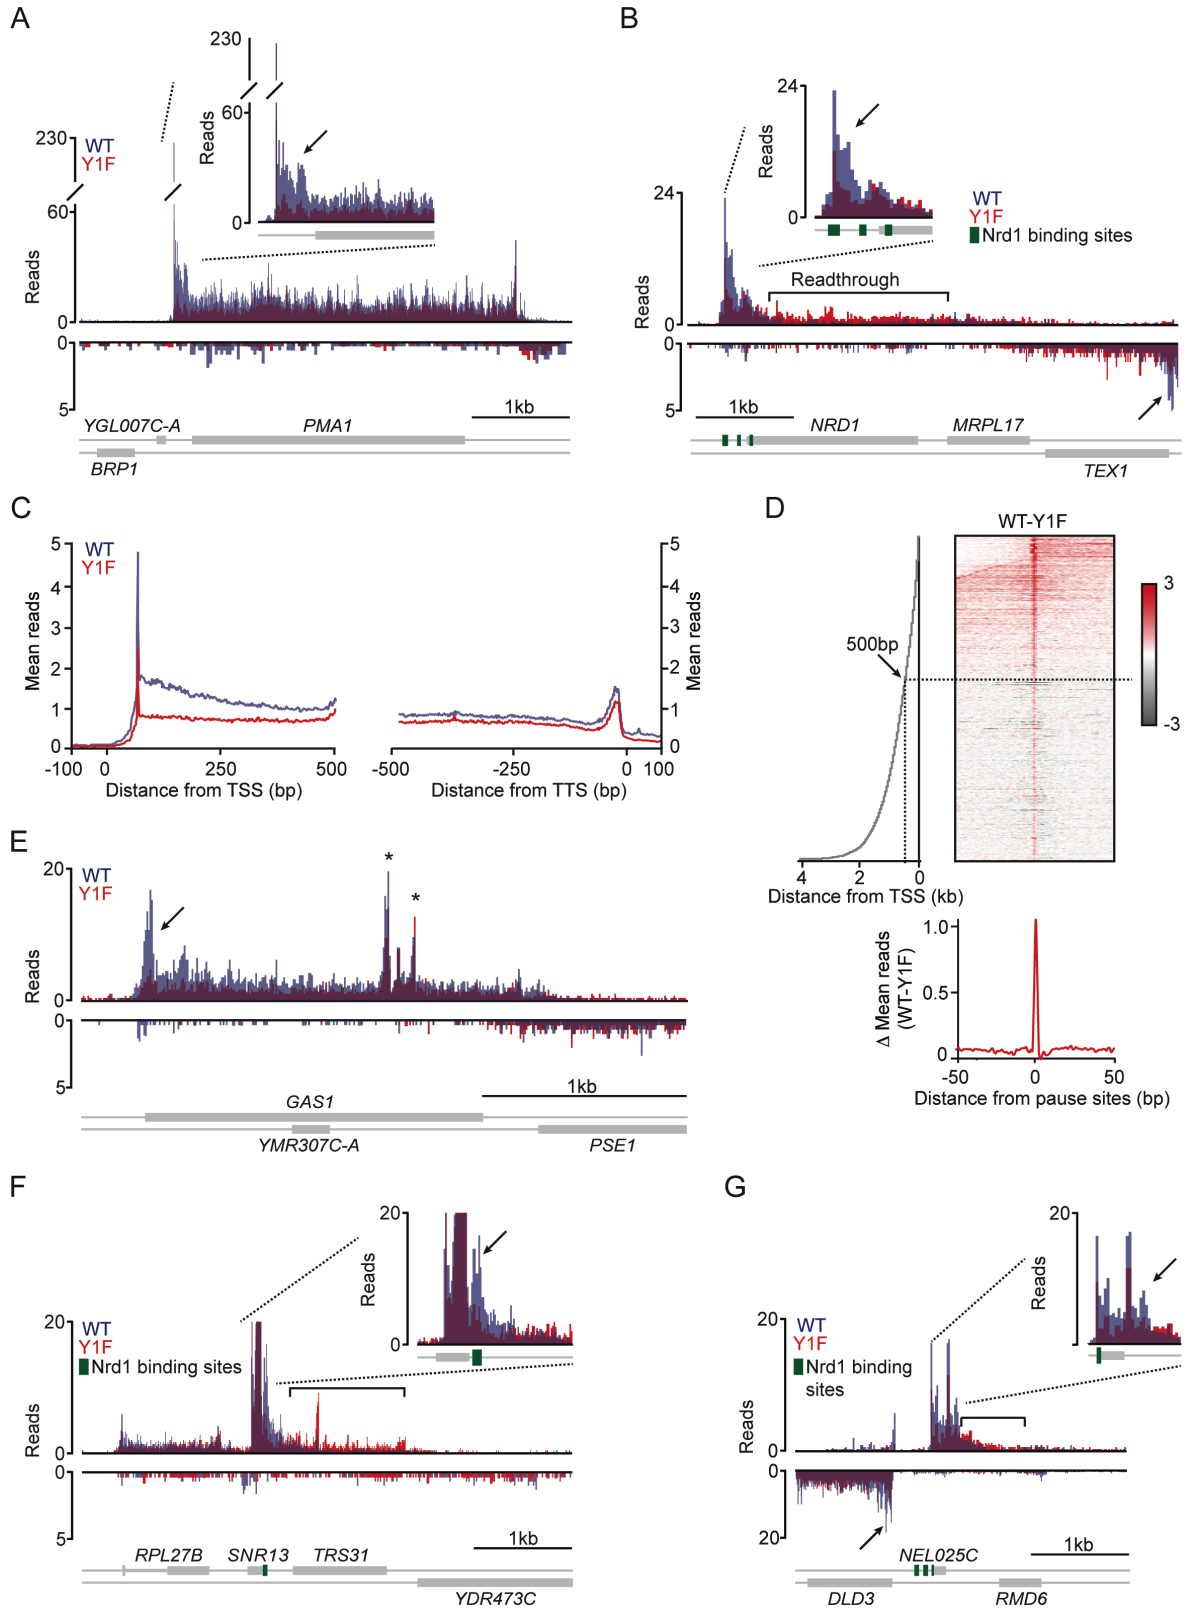 A
230
60
0
Reads
230
WT
Y1F
60
0
Reads
0
5
1kb
YGL007C-A
PMA1
BRP1
B
24
0
Reads
24
0
Reads
WT
Y1F
Nrd1 binding sites
Readthrough
0
5
1kb
NRD1
MRPL17
TEX1
C
WT
Y1F
Mean reads
5
4
3
2
1
0
-100
0
250
500
Distance from TSS (bp)
5
4
3
2
1
0
Mean reads
-500
-250
0
100
Distance from TTS (bp)
D
WT-Y1F
500bp
3
-3
4
2
0
Distance from TSS (kb)
Δ Mean reads
(WT-Y1F)
1.0
0.5
0
-50
0
50
Distance from pause sites (bp)
E
20
WT
Y1F
*
*
Reads
0
0
5
1kb
GAS1
YMR307C-A
PSE1
F
20
Reads
0
20
WT
Y1F
Nrd1 binding sites
Reads
0
0
5
1kb
RPL27B
SNR13
TRS31
YDR473C
G
20
Reads
20
WT
Y1F
Nrd1 binding
sites
Reads
0
0
20
1kb
NEL025C
DLD3
RMD6